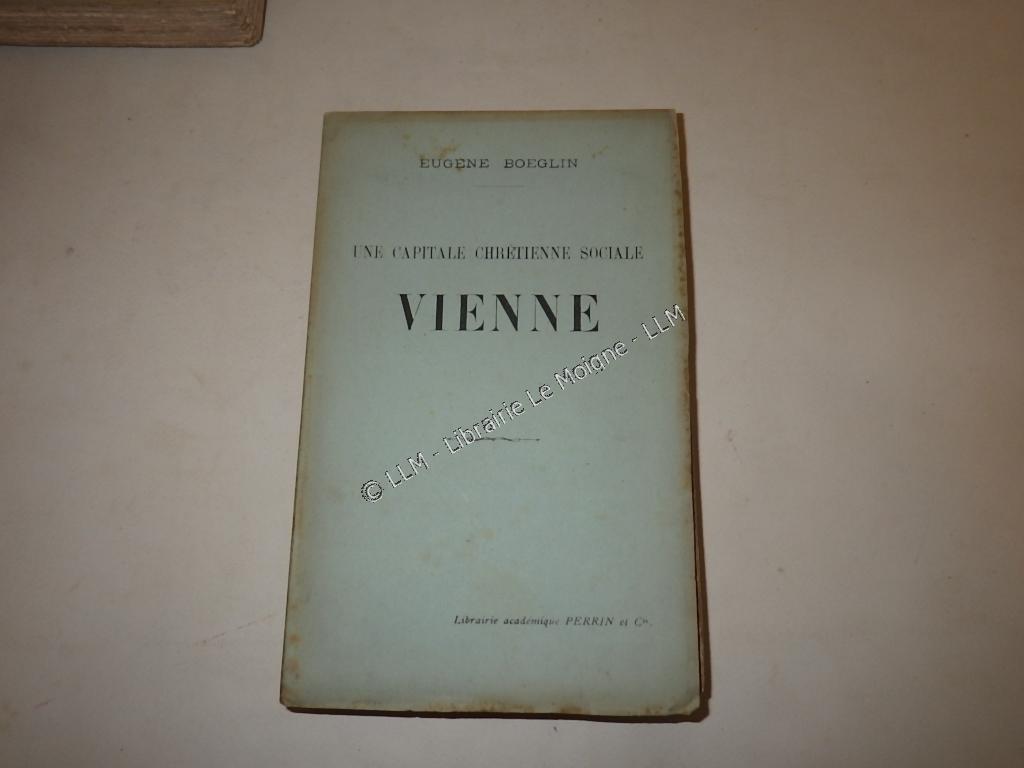 EUGÈNE BOEGLIN
UNE CAPITALE CHRÉTIENNE SOCIALE
VIENNE
© LLM - Librairie Le Moigne - LLM
Librairie académique PERRIN et Cie.